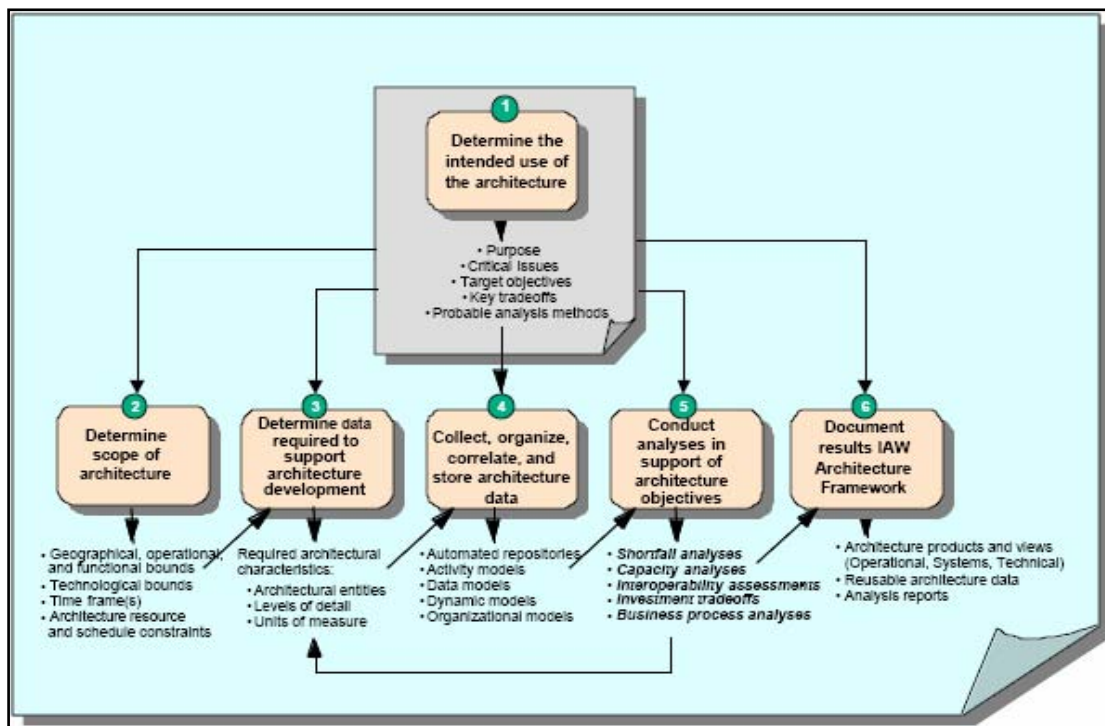 1
Determine the
intended use of
the architecture
• Purpose
• Critical Issues
• Target objectives
• Key tradeoffs
• Probable analysis methods
2
Determine
scope of
architecture
• Geographical, operational,
and functional bounds
• Technological bounds
• Time frame(s)
• Architecture resource
and schedule constraints
3
Determine data
required to
support
architecture
development
Required architectural
characteristics:
• Architectural entities
• Levels of detail
• Units of measure
4
Collect, organize,
correlate, and
store architecture
data
• Automated repositories
• Activity models
• Data models
• Dynamic models
• Organizational models
5
Conduct
analyses in
support of
architecture
objectives
• Shortfall analyses
• Capacity analyses
• Interoperability assessments
• Investment tradeoffs
• Business process analyses
6
Document
results IAW
Architecture
Framework
• Architecture products and views
(Operational, Systems, Technical)
• Reusable architecture data
• Analysis reports